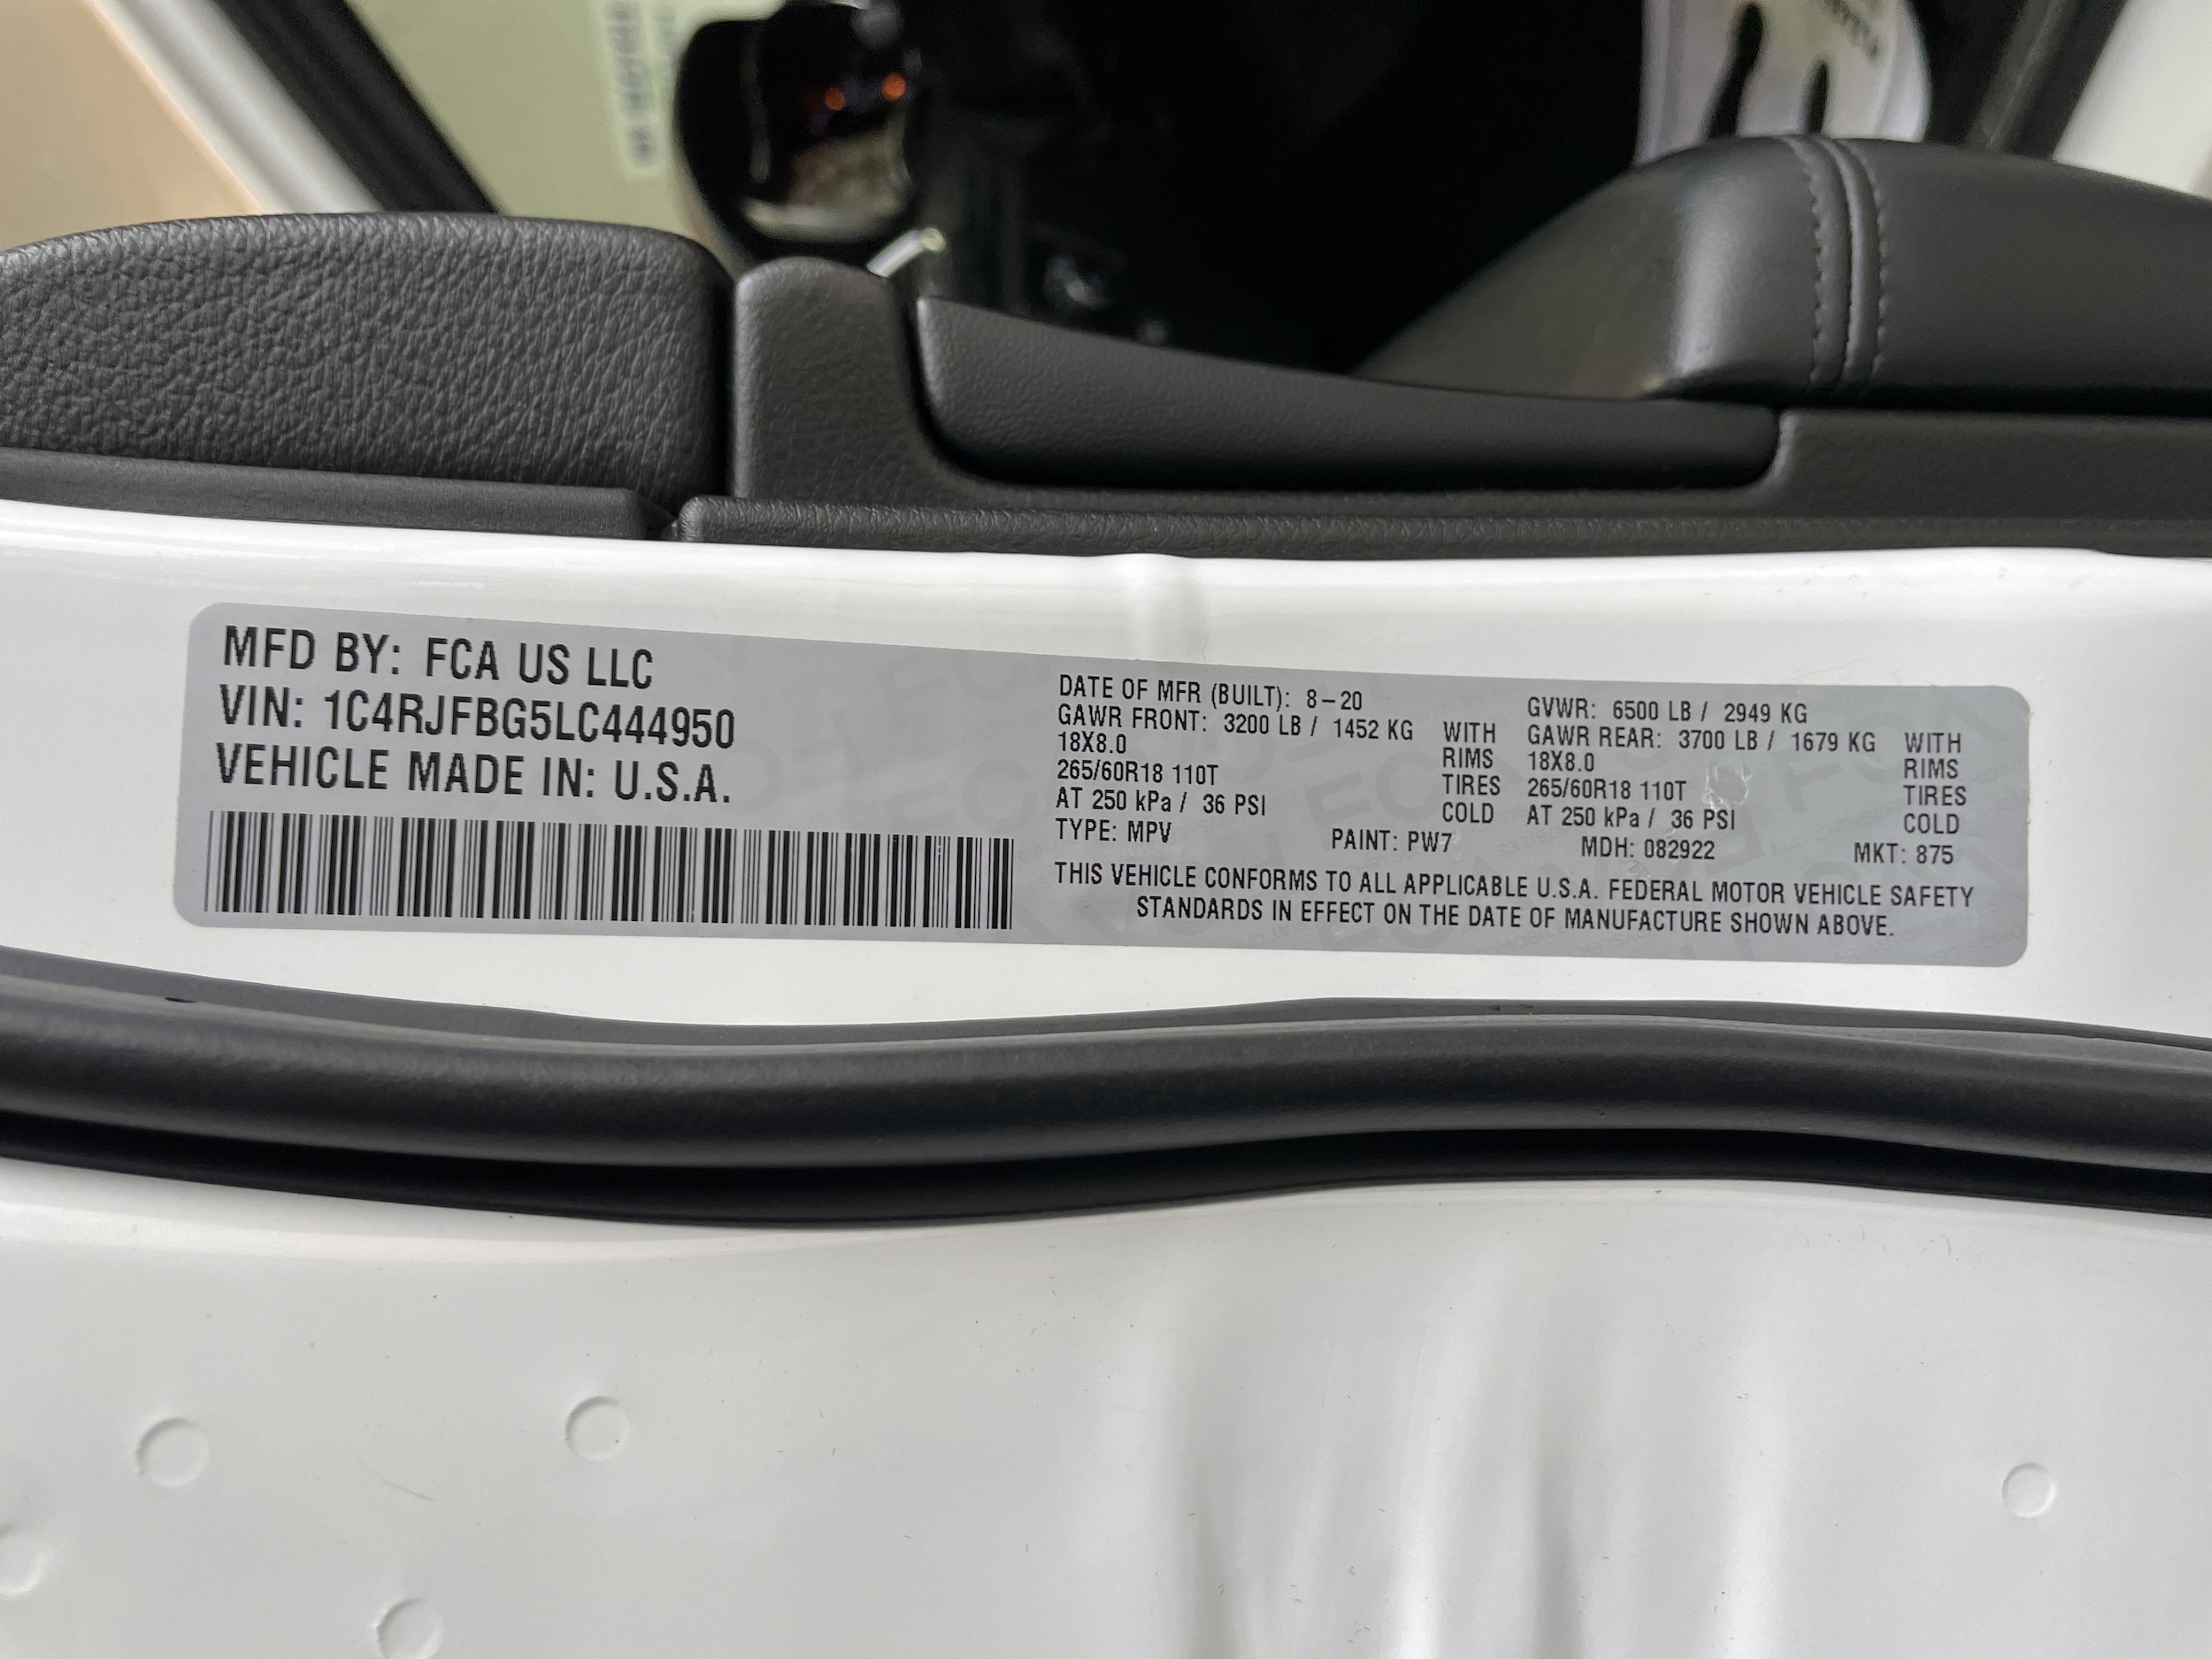 MFD BY: FCA US LLC
VIN: 1C4RJFBG5LC444950
VEHICLE MADE IN: U.S.A.
DATE OF MFR (BUILT): 8-20
GAWR FRONT: 3200 LB / 1452 KG WITH
18X8.0 RIMS
265/60R18 110T TIRES
AT 250 kPa / 36 PSI COLD
GVWR: 6500 LB / 2949 KG
GAWR REAR: 3700 LB / 1679 KG WITH
18X8.0 RIMS
265/60R18 110T TIRES
AT 250 kPa / 36 PSI COLD
TYPE: MPV PAINT: PW7 MDH: 082922 MKT: 875
THIS VEHICLE CONFORMS TO ALL APPLICABLE U.S.A. FEDERAL MOTOR VEHICLE SAFETY
STANDARDS IN EFFECT ON THE DATE OF MANUFACTURE SHOWN ABOVE.